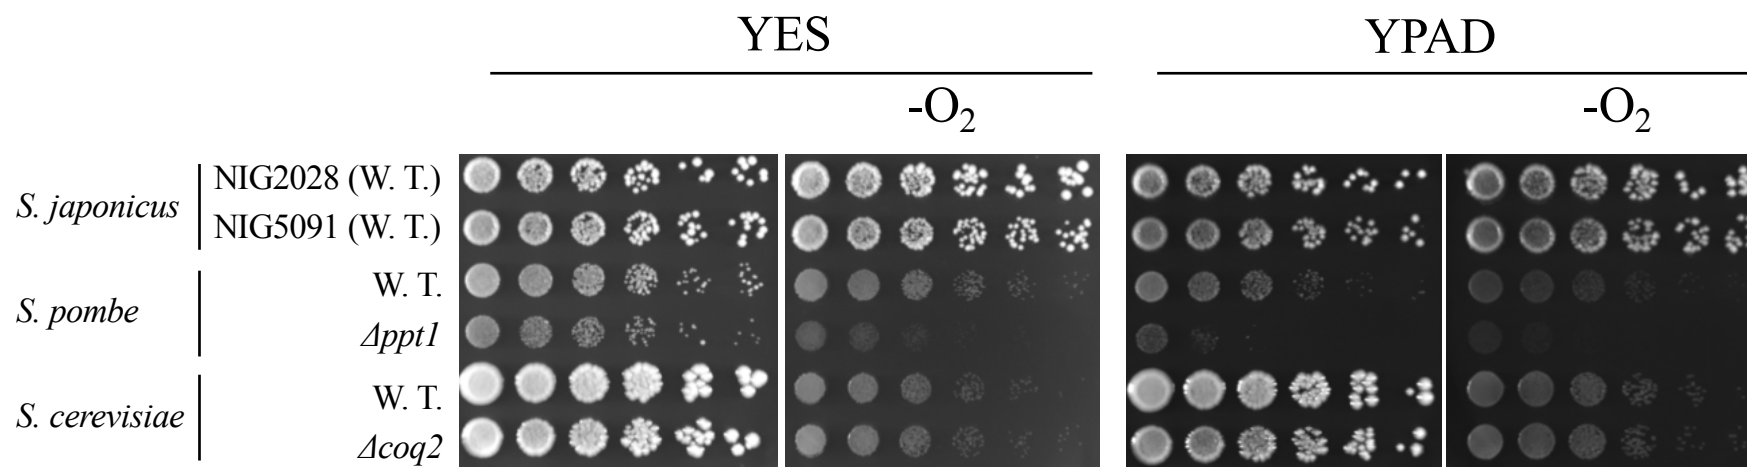 YES
YPAD
-O₂
-O₂
S. japonicus
NIG2028 (W. T.)
NIG5091 (W. T.)
S. pombe
W. T.
Δppt1
S. cerevisiae
W. T.
Δcoq2